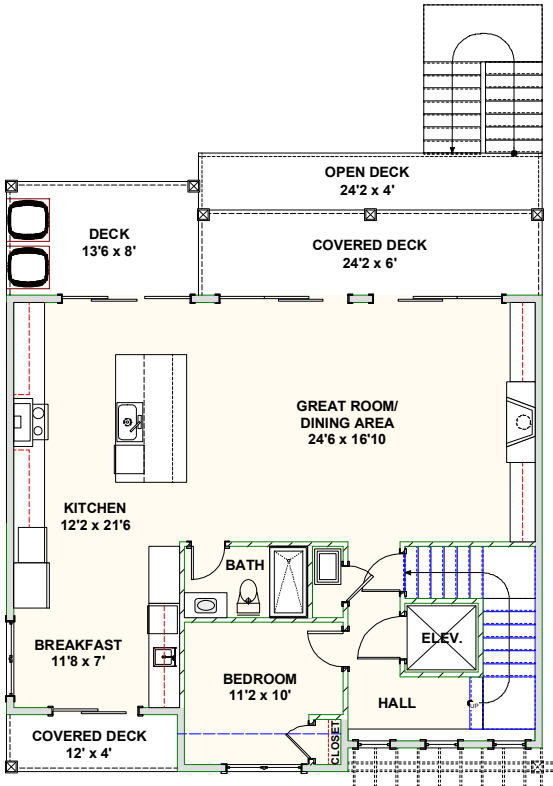 OPEN DECK
24'2 x 4'
DECK
13'6 x 8'
COVERED DECK
24'2 x 6'
GREAT ROOM/
DINING AREA
24'6 x 16'10
KITCHEN
12'2 x 21'6
BATH
BREAKFAST
11'8 x 7'
ELEV.
BEDROOM
11'2 x 10'
HALL
UP
COVERED DECK
12' x 4'
CLOSET